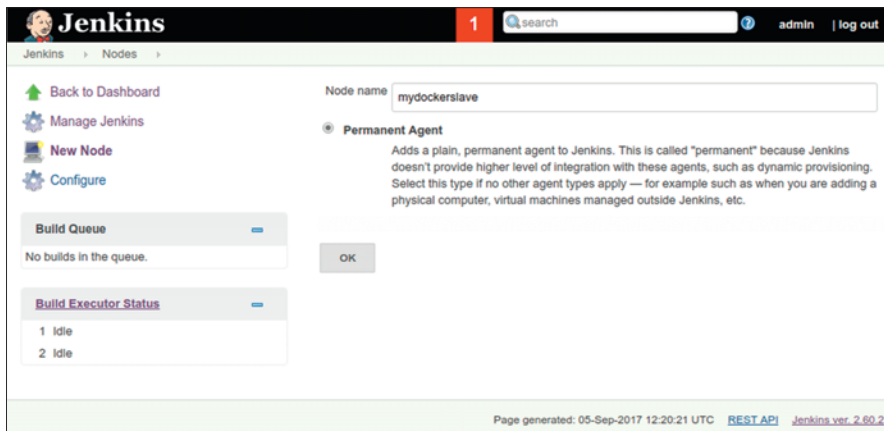 Jenkins
1
search
admin
| log out
Jenkins
Nodes
Back to Dashboard
Manage Jenkins
New Node
Configure
Build Queue
No builds in the queue.
Build Executor Status
1 Idle
2 Idle
Node name
mydockerslave
Permanent Agent
Adds a plain, permanent agent to Jenkins. This is called "permanent" because Jenkins
doesn't provide higher level of integration with these agents, such as dynamic provisioning.
Select this type if no other agent types apply — for example such as when you are adding a
physical computer, virtual machines managed outside Jenkins, etc.
OK
Page generated: 05-Sep-2017 12:20:21 UTC
REST API
Jenkins ver. 2.60.2